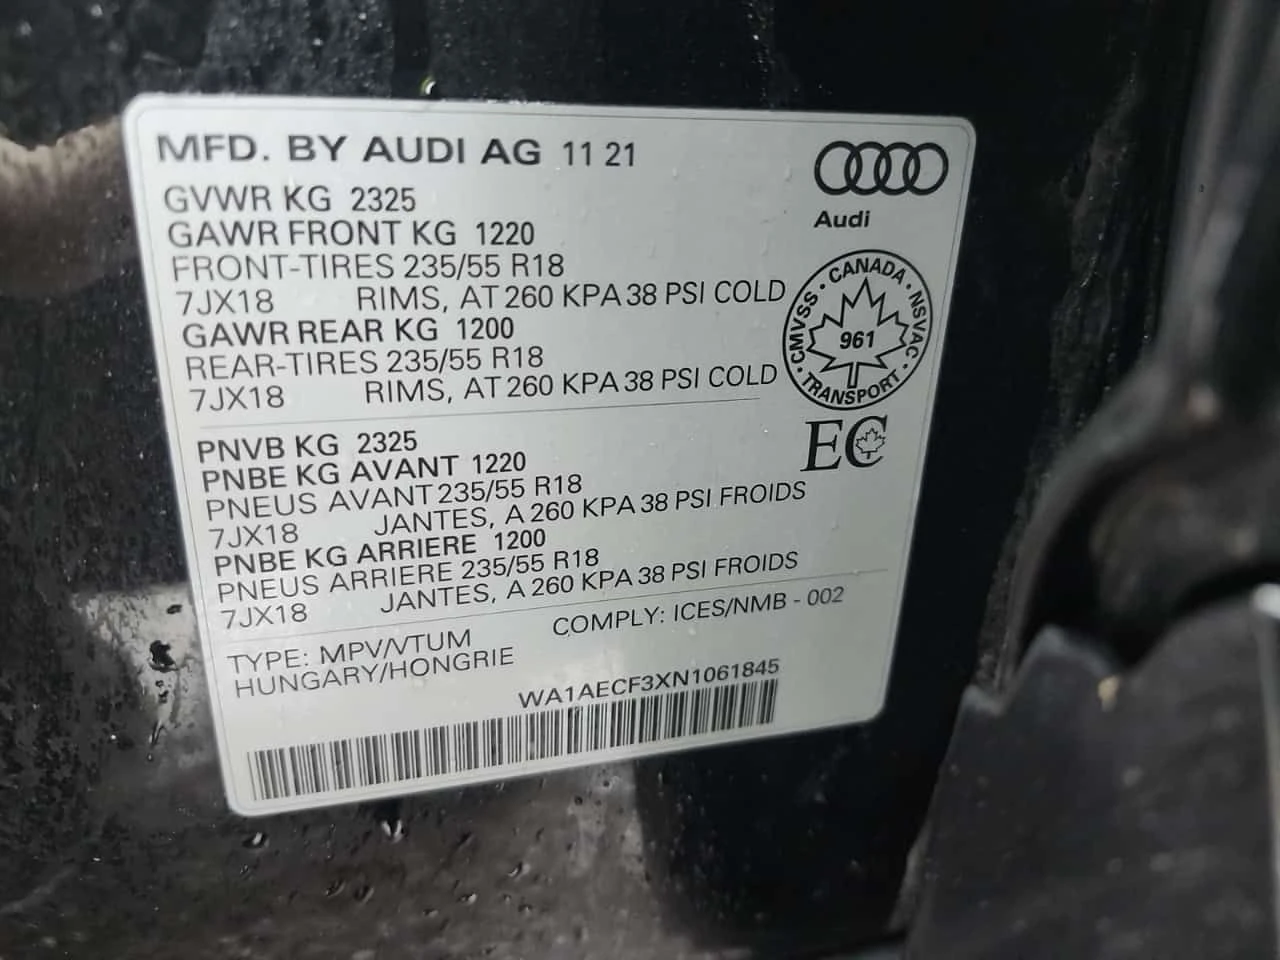 MFD. BY AUDI AG 11 21
GVWR KG 2325
GAWR FRONT KG 1220
FRONT-TIRES 235/55 R18
7JX18 RIMS, AT 260 KPA 38 PSI COLD
GAWR REAR KG 1200
REAR-TIRES 235/55 R18
7JX18 RIMS, AT 260 KPA 38 PSI COLD
Audi
CANADA · NSVAC · TRANSPORT · CMVSS ·
961
EC
PNVB KG 2325
PNBE KG AVANT 1220
PNEUS AVANT 235/55 R18
7JX18 JANTES, A 260 KPA 38 PSI FROIDS
PNBE KG ARRIERE 1200
PNEUS ARRIERE 235/55 R18
7JX18 JANTES, A 260 KPA 38 PSI FROIDS
TYPE: MPV/VTUM COMPLY: ICES/NMB - 002
HUNGARY/HONGRIE
WA1AECF3XN1061845